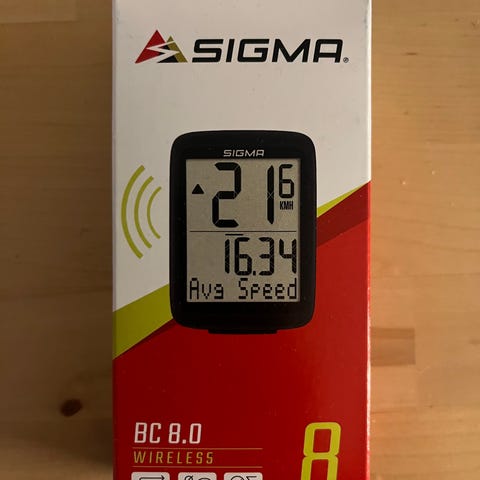 SIGMA®
SIGMA
▲ 21 6
KMH
16.34
Avg Speed
BC 8.0
WIRELESS
8